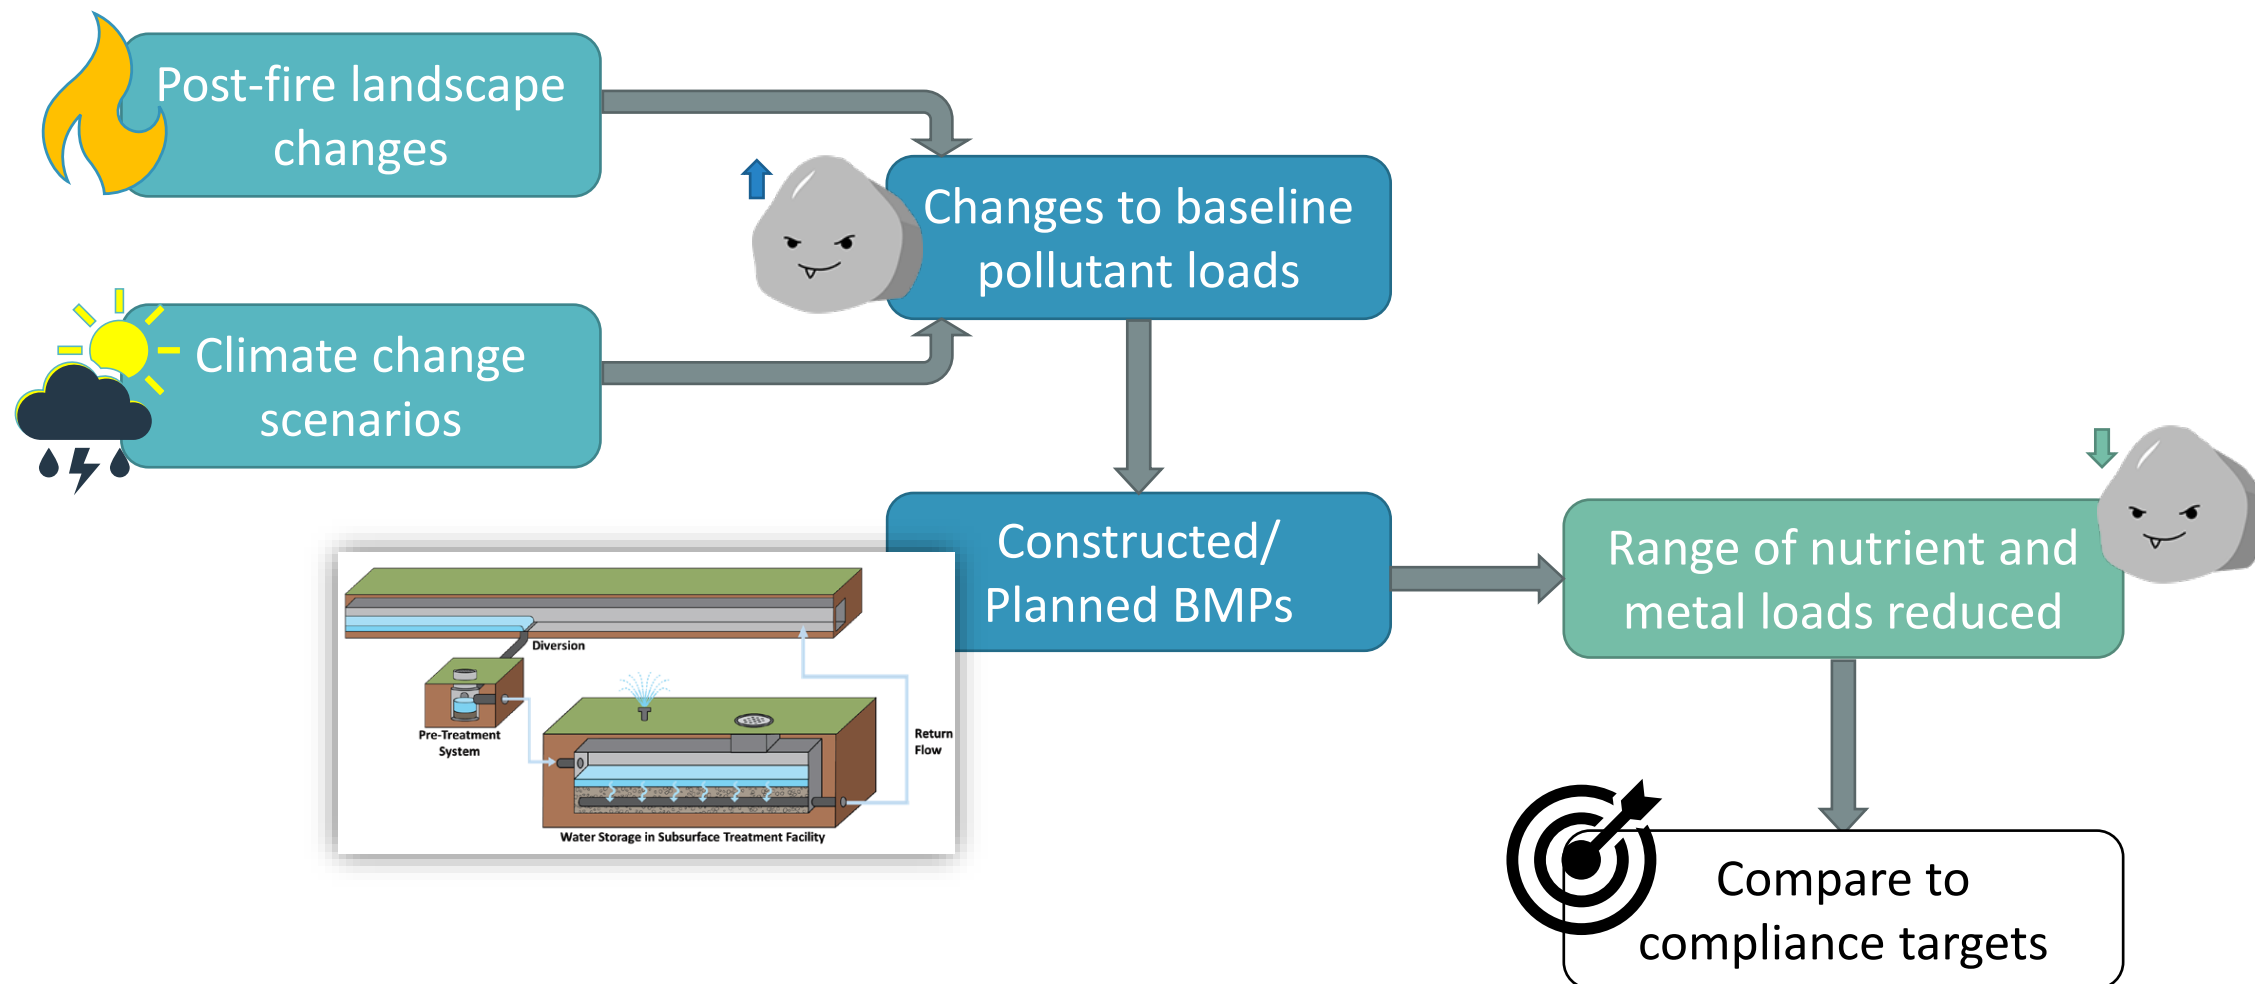 Post-fire landscape
changes
Changes to baseline
pollutant loads
Climate change
scenarios
Constructed/
Planned BMPs
Range of nutrient and
metal loads reduced
Diversion
Pre-Treatment
System
Return
Flow
Water Storage in Subsurface Treatment Facility
Compare to
compliance targets